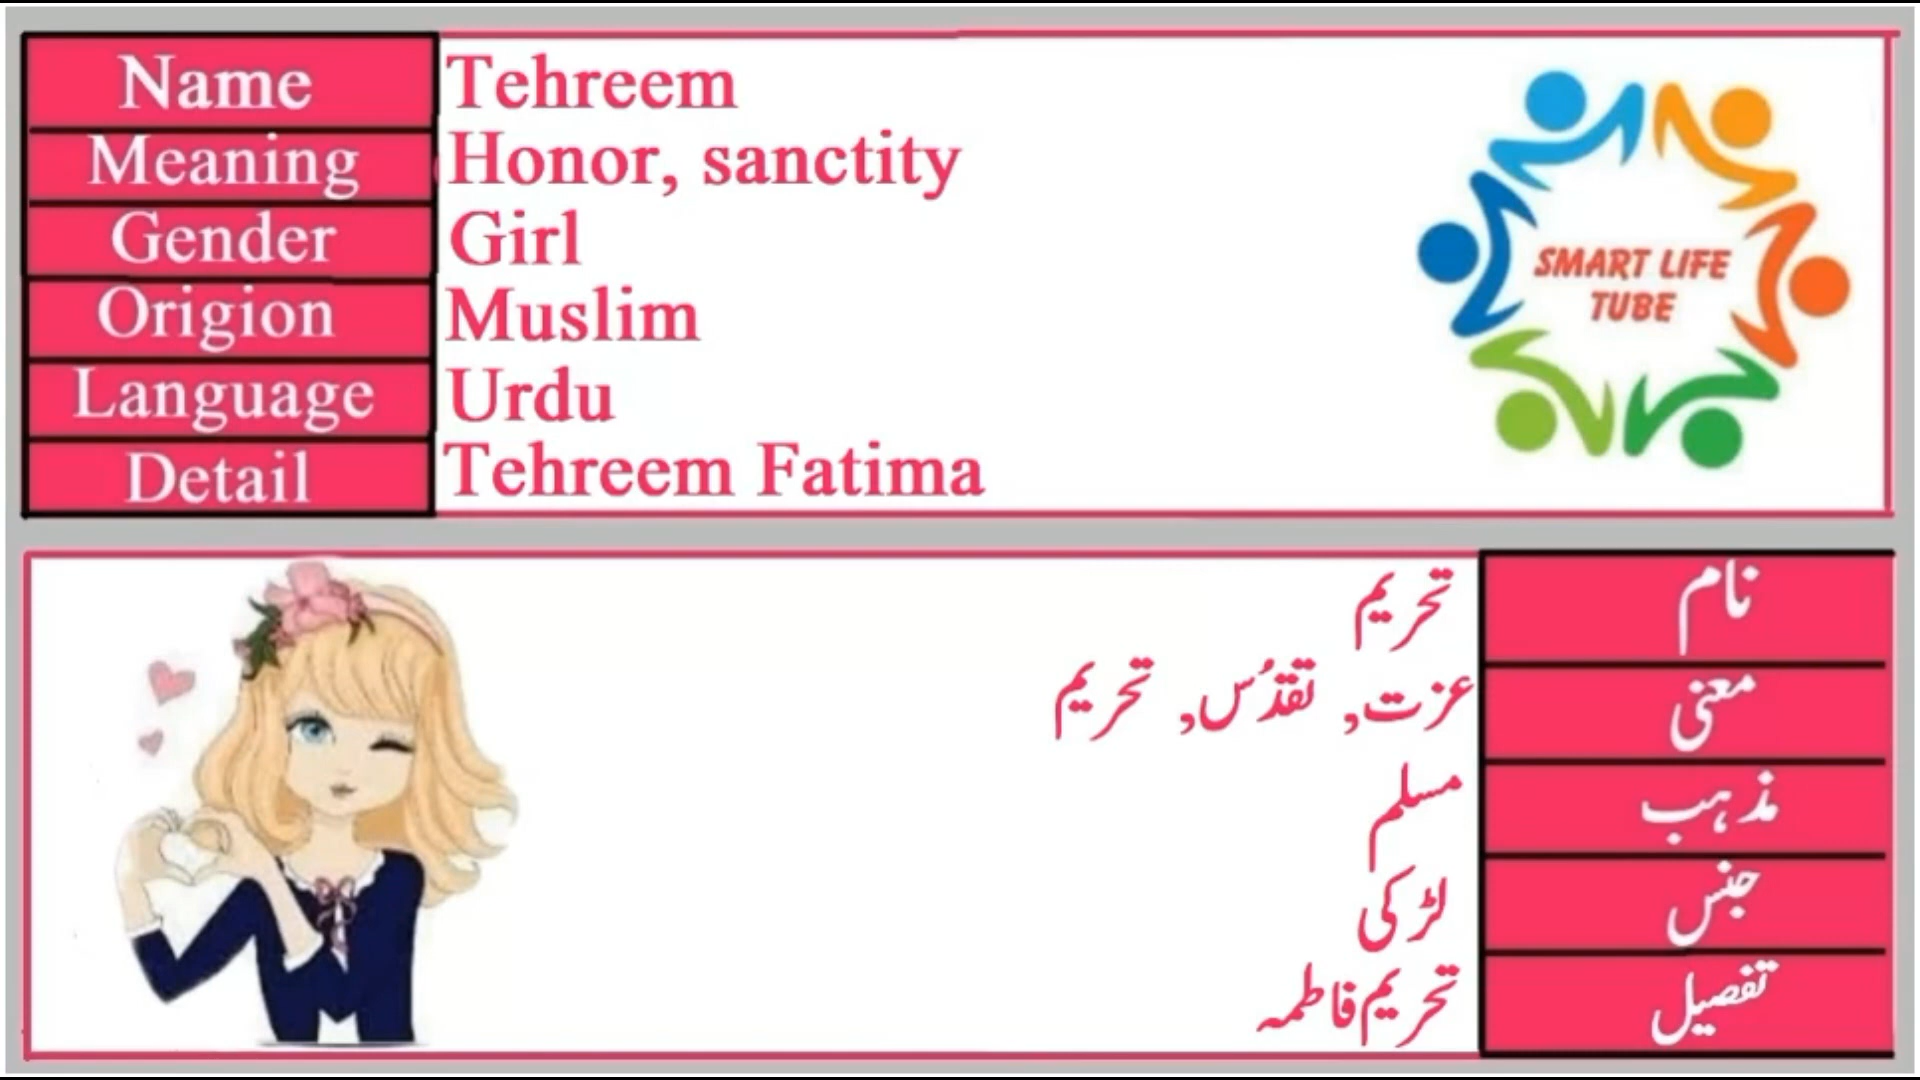 Name Tehreem
Meaning Honor, sanctity
Gender Girl
Origion Muslim
Language Urdu
Detail Tehreem Fatima
SMART LIFE
TUBE
نام تحریم
معنی عزت, تقدُس, تحریم
مذہب مسلم
جنس لڑکی
تفصیل تحریم فاطمہ